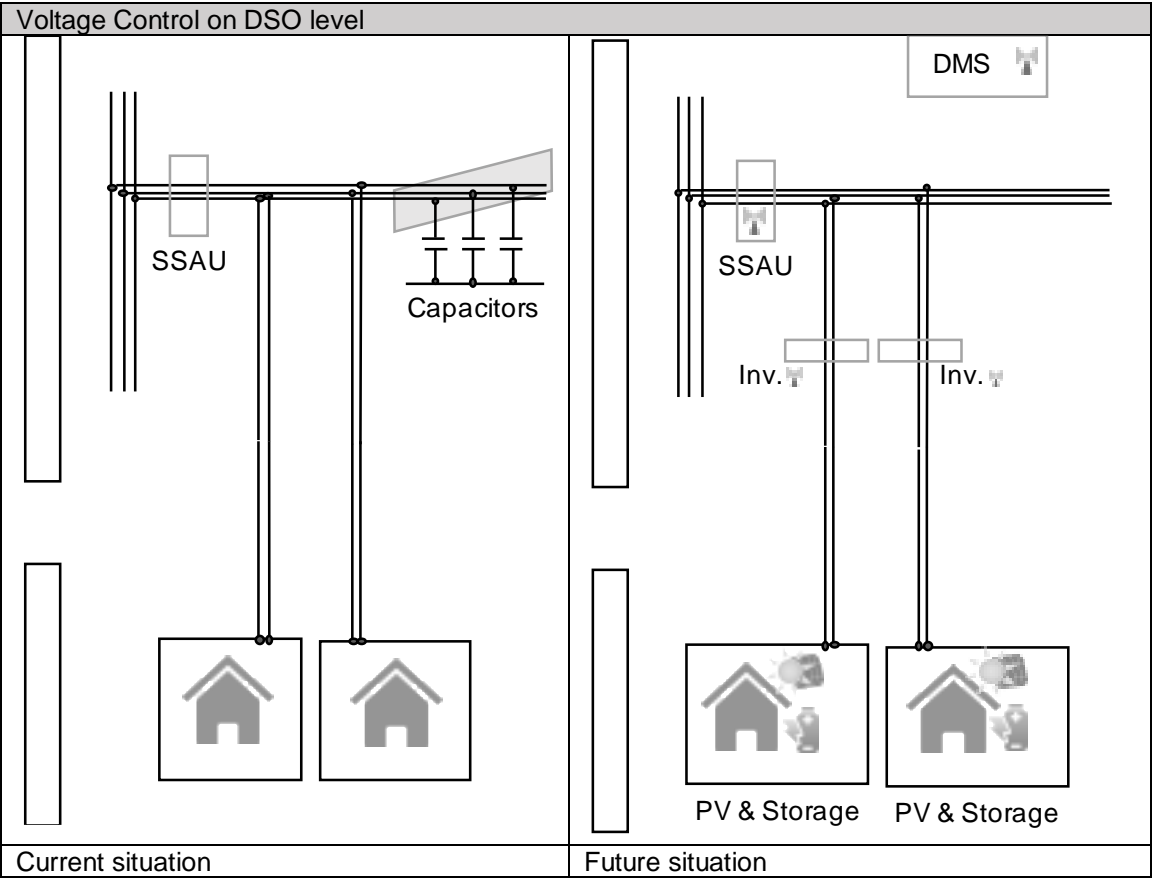 Voltage Control on DSO level
SSAU
Capacitors
DMS
SSAU
Inv.
Inv.
PV & Storage
PV & Storage
Current situation
Future situation